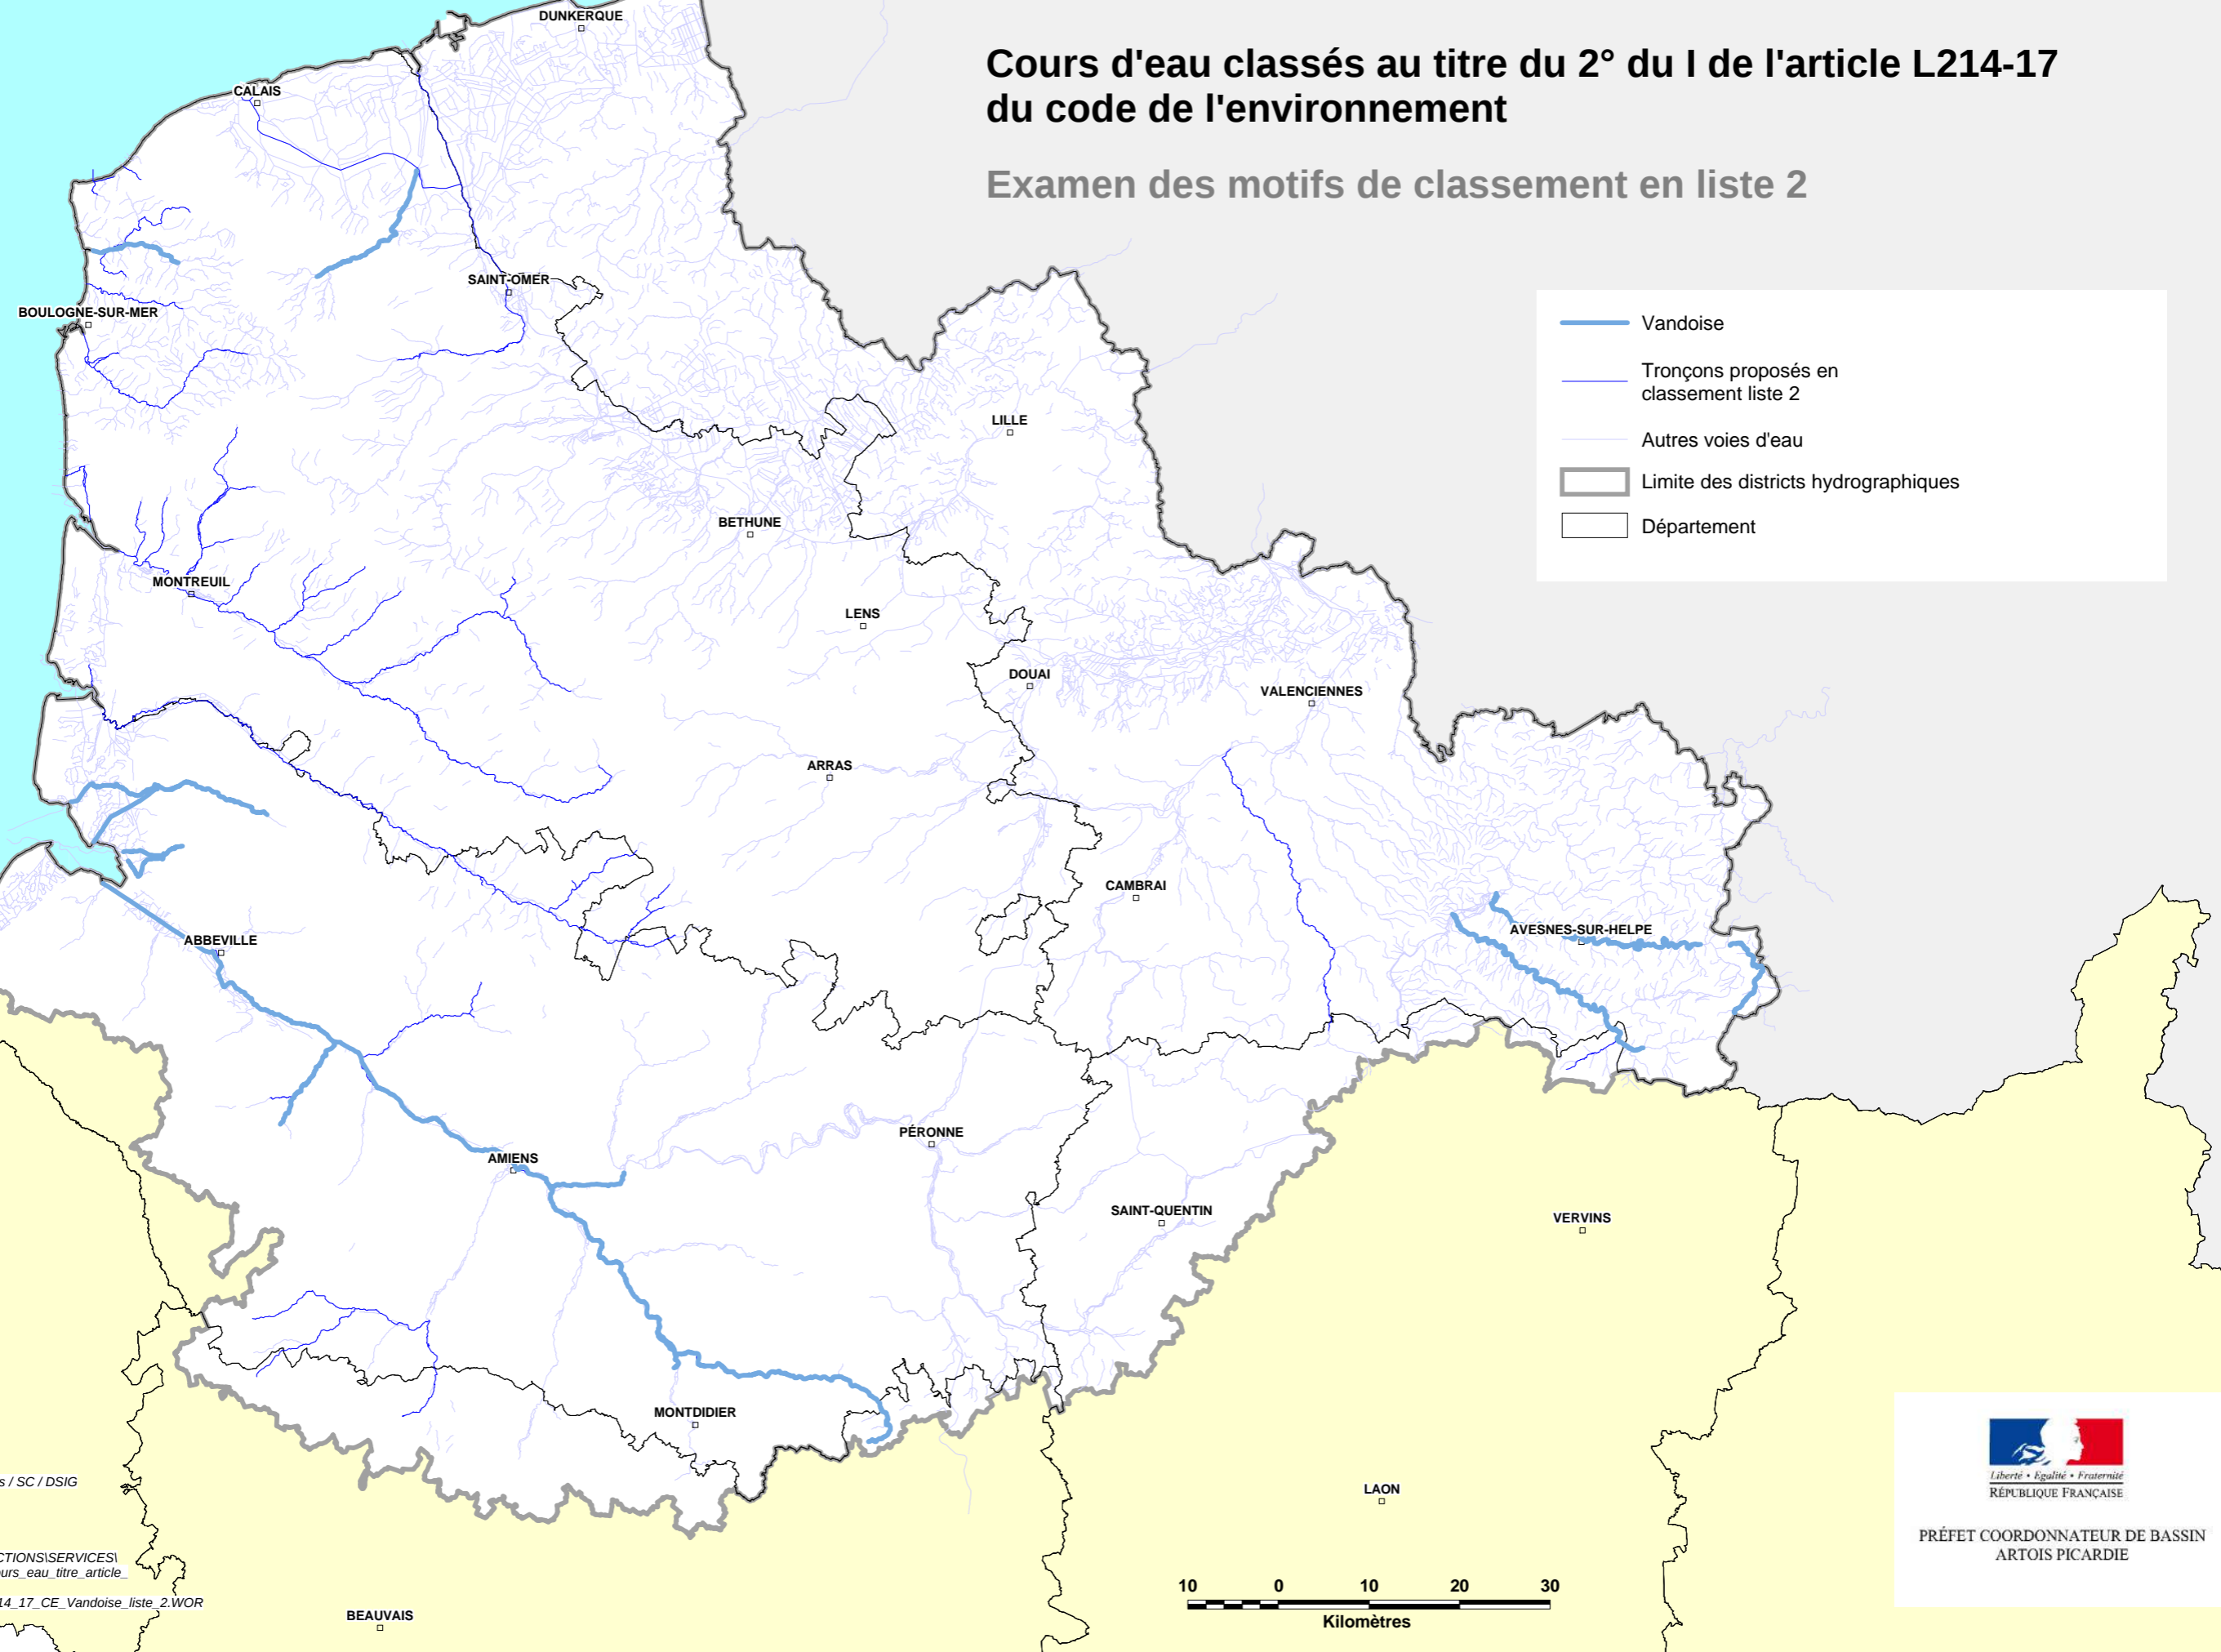 Cours d'eau classés au titre du 2° du I de l'article L214-17
du code de l'environnement
Examen des motifs de classement en liste 2
Vandoise
Tronçons proposés en
classement liste 2
Autres voies d'eau
Limite des districts hydrographiques
Département
DUNKERQUE
CALAIS
SAINT-OMER
BOULOGNE-SUR-MER
LILLE
BETHUNE
MONTREUIL
LENS
DOUAI
VALENCIENNES
ARRAS
CAMBRAI
AVESNES-SUR-HELPE
ABBEVILLE
PÉRONNE
AMIENS
SAINT-QUENTIN
VERVINS
MONTDIDIER
LAON
BEAUVAIS
s / SC / DSIG
CTIONS\SERVICES\
urs_eau_titre_article_
14_17_CE_Vandoise_liste_2.WOR
10 0 10 20 30
Kilomètres
Liberté • Egalité • Fraternité
RÉPUBLIQUE FRANÇAISE
PRÉFET COORDONNATEUR DE BASSIN
ARTOIS PICARDIE